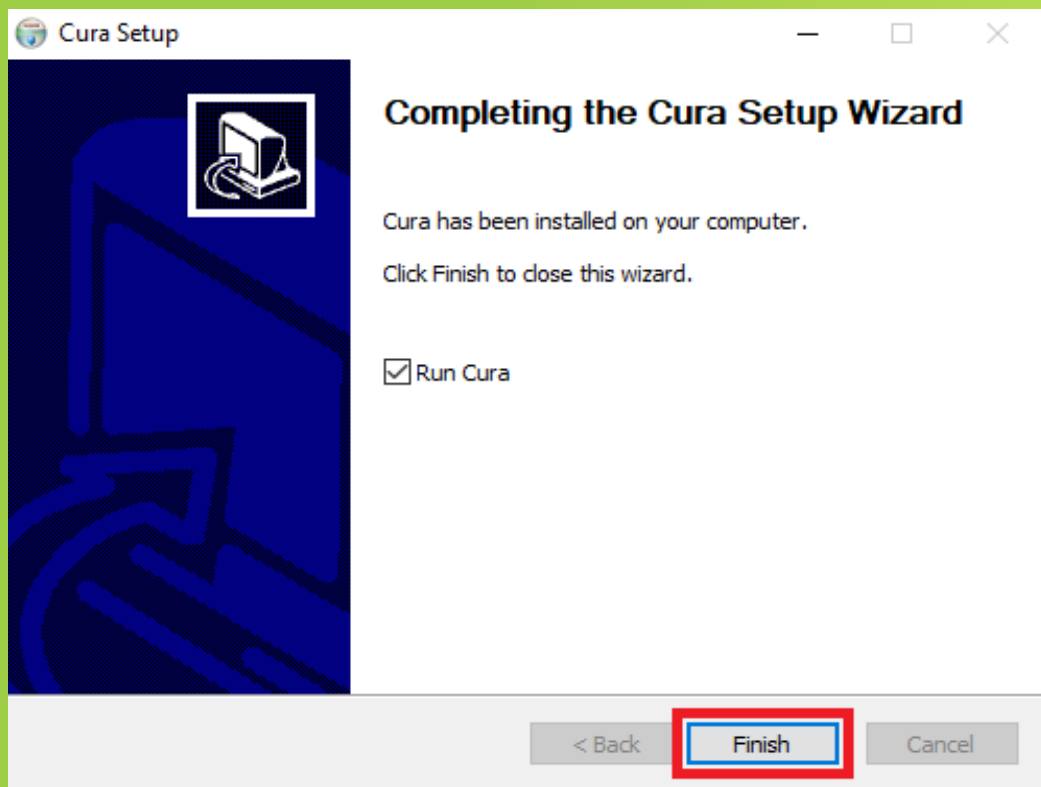 Cura Setup
Completing the Cura Setup Wizard
Cura has been installed on your computer.
Click Finish to close this wizard.
Run Cura
< Back
Finish
Cancel